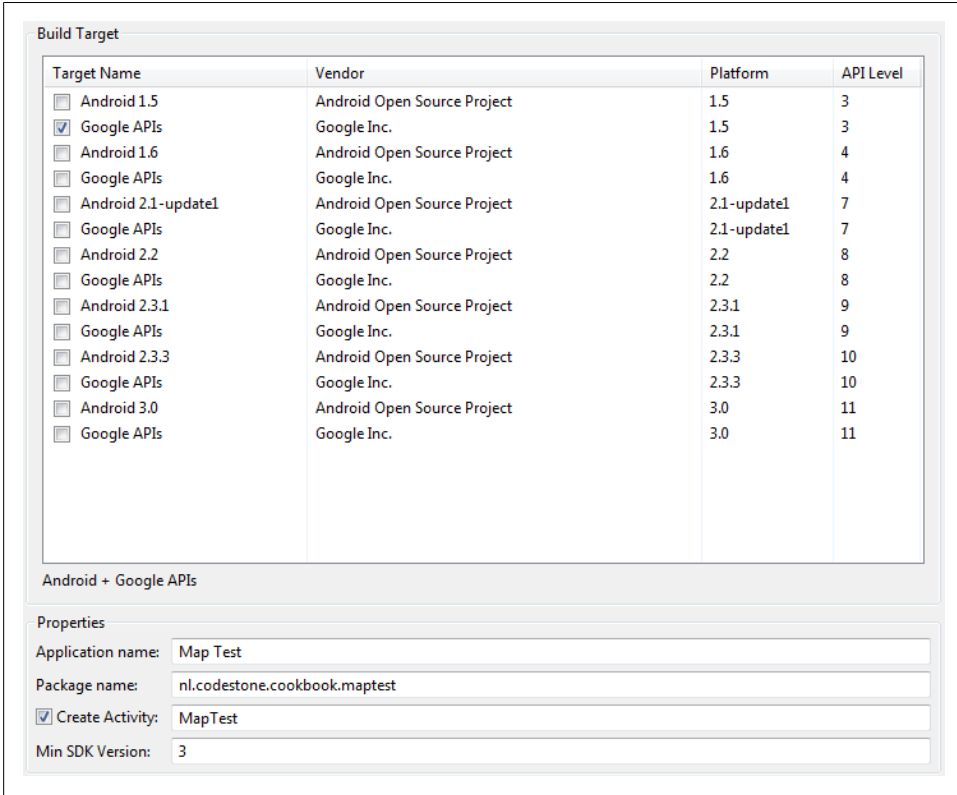 Build Target
Target Name Vendor Platform API Level
Android 1.5 Android Open Source Project 1.5 3
Google APIs Google Inc. 1.5 3
Android 1.6 Android Open Source Project 1.6 4
Google APIs Google Inc. 1.6 4
Android 2.1-update1 Android Open Source Project 2.1-update1 7
Google APIs Google Inc. 2.1-update1 7
Android 2.2 Android Open Source Project 2.2 8
Google APIs Google Inc. 2.2 8
Android 2.3.1 Android Open Source Project 2.3.1 9
Google APIs Google Inc. 2.3.1 9
Android 2.3.3 Android Open Source Project 2.3.3 10
Google APIs Google Inc. 2.3.3 10
Android 3.0 Android Open Source Project 3.0 11
Google APIs Google Inc. 3.0 11
Android + Google APIs
Properties
Application name: Map Test
Package name: nl.codestone.cookbook.maptest
Create Activity: MapTest
Min SDK Version: 3